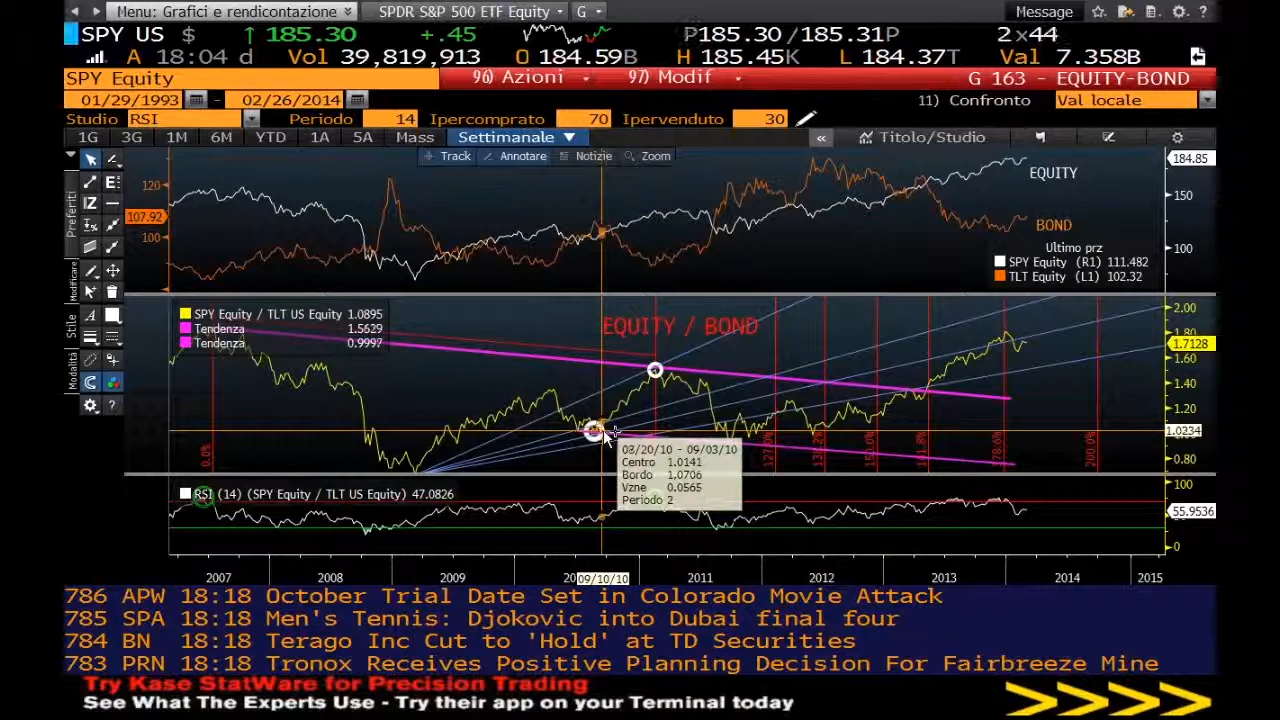 Menu: Grafici e rendicontazione SPDR S&P 500 ETF Equity G Message ?
SPY US $ ↑ 185.30 +.45 P185.30 /185.31P 2×44
A 18:04 d Vol 39,819,913 O 184.59B H 185.45K L 184.37T Val 7.358B
SPY Equity 96) Azioni 97) Modif G 163 - EQUITY-BOND
01/29/1993 - 02/26/2014 11) Confronto Val locale
Studio RSI Periodo 14 Ipercomprato 70 Ipervenduto 30
1G 3G 1M 6M YTD 1A 5A Mass Settimanale ▼ « Titolo/Studio
Track Annotare Notizie Zoom
Preferiti
Modificare
Stile
Modalità
184.85
120
EQUITY
150
107.92
BOND
100
100
Ultimo prz
SPY Equity (R1) 111.482
TLT Equity (L1) 102.32
SPY Equity / TLT US Equity 1.0895
Tendenza 1.5629
Tendenza 0.9997
EQUITY / BOND
2.00
1.80
1.7128
1.60
1.40
1.20
1.0234
0.80
0.0%
150.0%
200.0%
08/20/10 - 09/03/10
Centro 1.0141
Bordo 1.0706
Vzne 0.0565
Periodo 2
RSI (14) (SPY Equity / TLT US Equity) 47.0826
100
55.9536
0
2007 2008 2009 09/10/10 2011 2012 2013 2014 2015
786 APW 18:18 October Trial Date Set in Colorado Movie Attack
785 SPA 18:18 Men's Tennis: Djokovic into Dubai final four
784 BN 18:18 Terago Inc Cut to 'Hold' at TD Securities
783 PRN 18:18 Tronox Receives Positive Planning Decision For Fairbreeze Mine
Try Kase StatWare for Precision Trading
See What The Experts Use - Try their app on your Terminal today